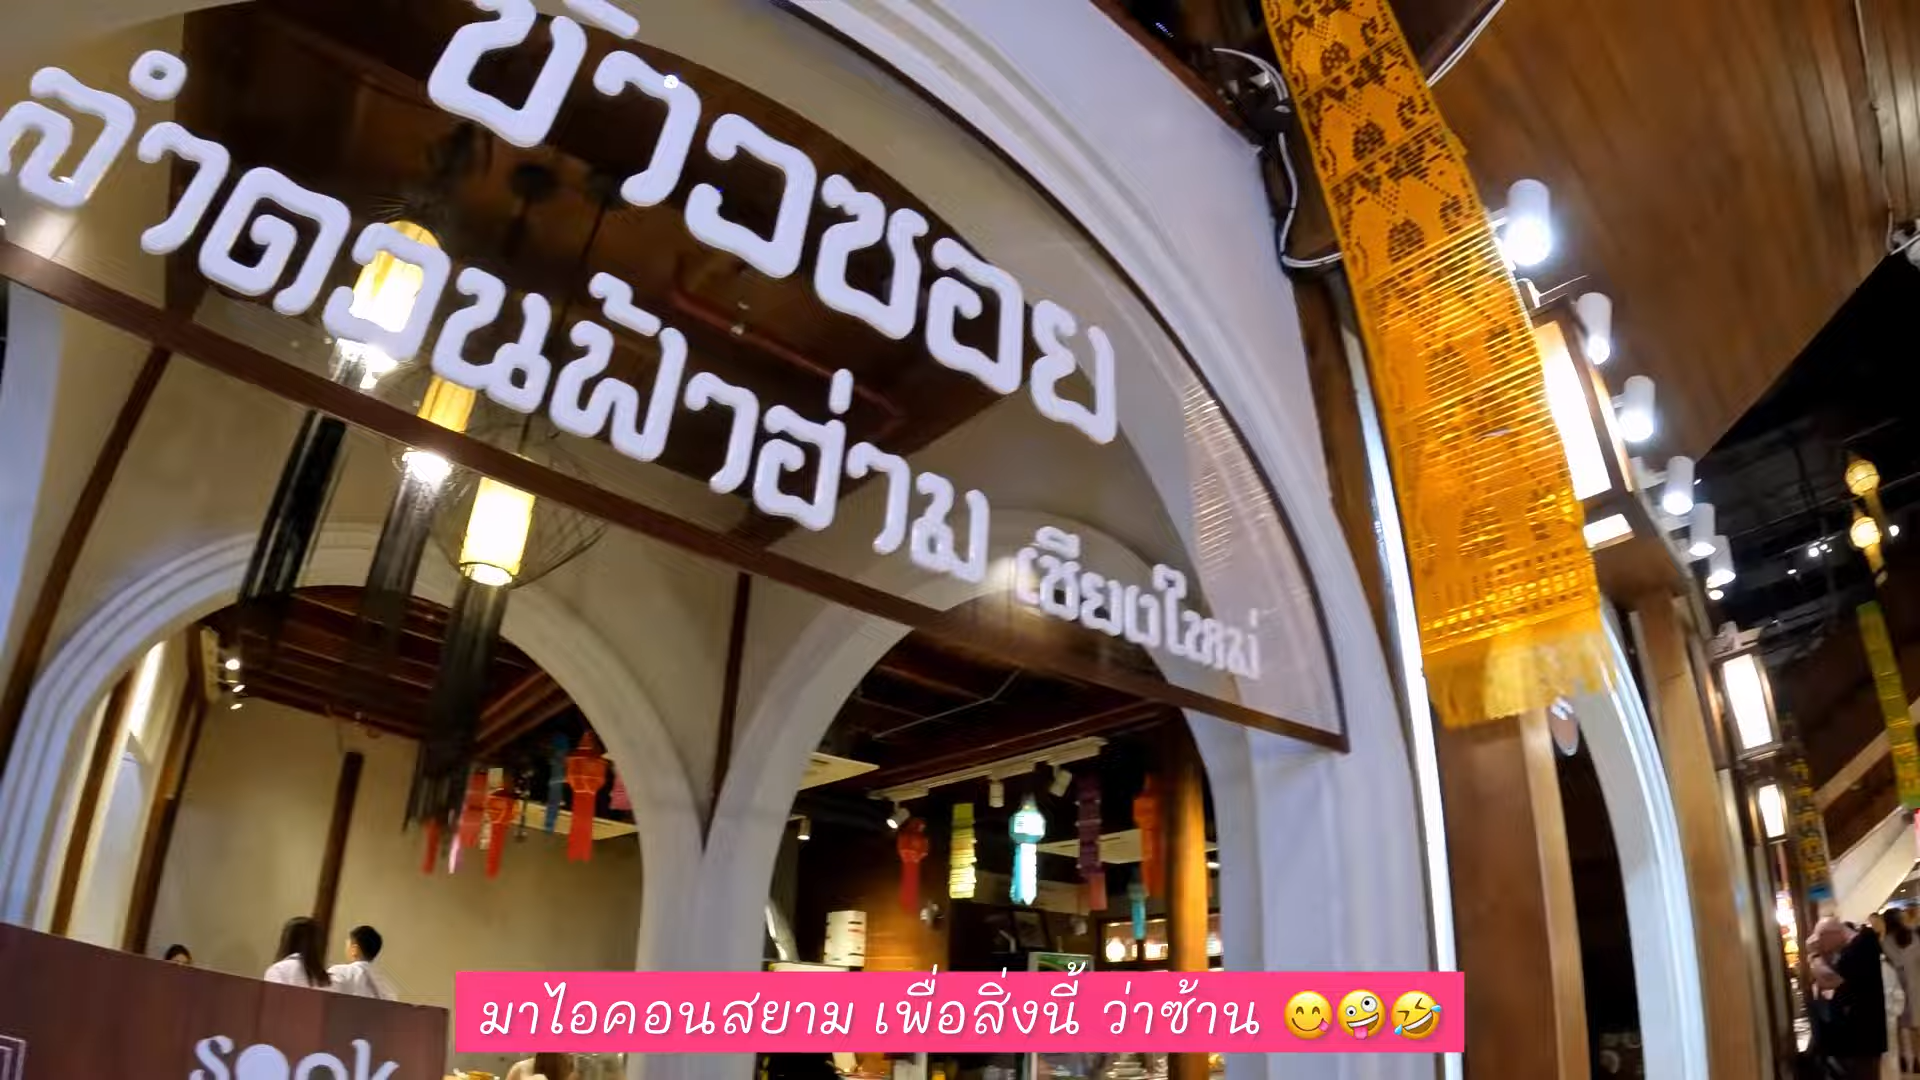 ข้าวซอย
ลำดวนฟ้าฮ่าม เชียงใหม่
sook
มาไอคอนสยาม เพื่อสิ่งนี้ ว่าซ้าน 😋🤪🤣